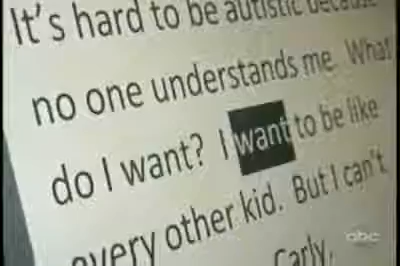 It's hard to be autistic because
no one understands me. What
do I want? I want to be like
every other kid. But I can't
Carly.
abc